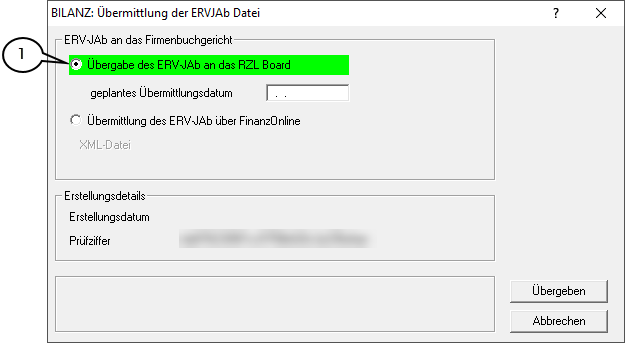 BILANZ: Übermittlung der ERVJAb Datei
ERV-JAb an das Firmenbuchgericht
1
Übergabe des ERV-JAb an das RZL Board
geplantes Übermittlungsdatum . .
Übermittlung des ERV-JAb über FinanzOnline
XML-Datei
Erstellungsdetails
Erstellungsdatum
Prüfziffer
Übergeben
Abbrechen